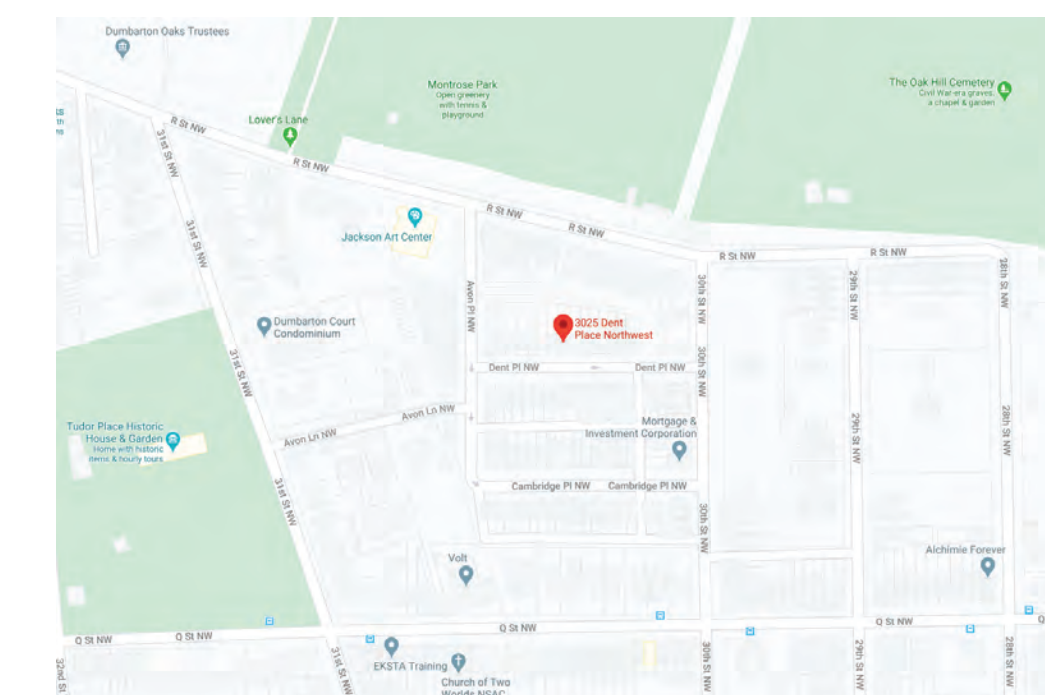 Dumbarton Oaks Trustees
Montrose Park
Open greenery
with tennis &
playground
The Oak Hill Cemetery
Civil War-era graves,
a chapel & garden
Lover's Lane
R St NW
31st St NW
R St NW
R St NW
R St NW
R St NW
R St NW
Jackson Art Center
31st St NW
Avon Pl NW
30th St NW
29th St NW
28th St NW
Dumbarton Court
Condominium
3025 Dent
Place Northwest
31st St NW
Dent Pl NW
Dent Pl NW
30th St NW
Avon Ln NW
Avon Ln NW
Tudor Place Historic
House & Garden
Home with historic
items & hourly tours
Mortgage &
Investment Corporation
29th St NW
28th St NW
31st St NW
Cambridge Pl NW
Cambridge Pl NW
30th St NW
Volt
Alchimie Forever
Q St NW
Q St NW
Q St NW
Q St NW
Q
32nd St
31st St NW
EKSTA Training
Church of Two
Worlds NSAC
30th St NW
29th St NW
28th St NW